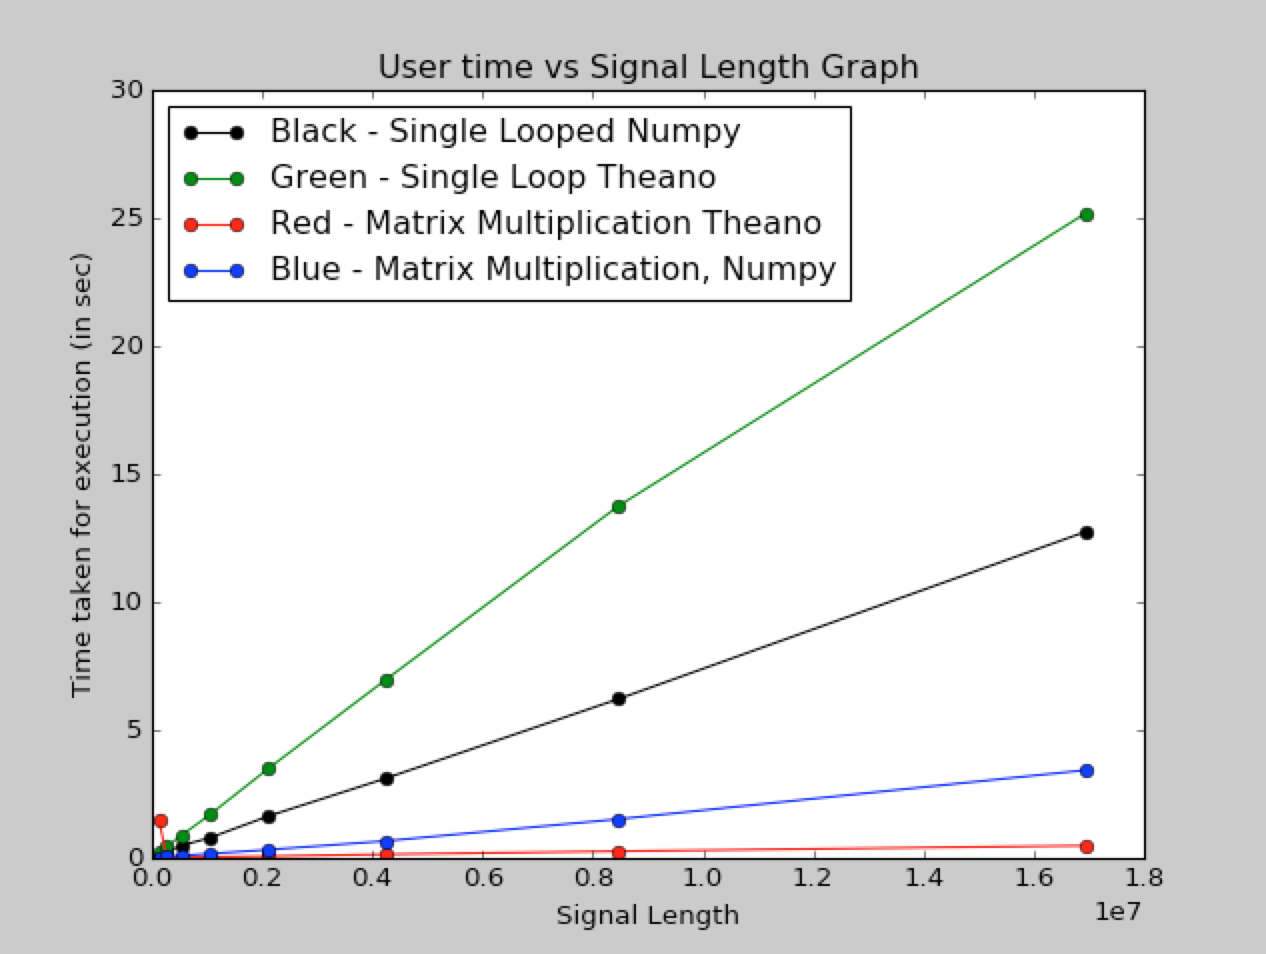 User time vs Signal Length Graph
30
25
20
15
10
5
0
Time taken for execution (in sec)
Black - Single Looped Numpy
Green - Single Loop Theano
Red - Matrix Multiplication Theano
Blue - Matrix Multiplication, Numpy
0.0 0.2 0.4 0.6 0.8 1.0 1.2 1.4 1.6 1.8
1e7
Signal Length